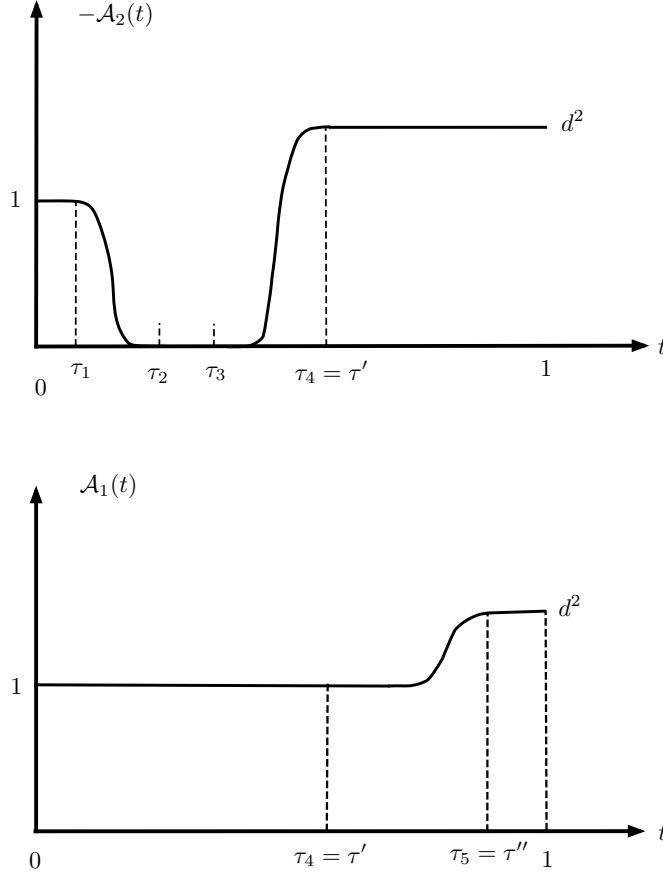 −𝒜₂(t)
d²
1
τ₁ τ₂ τ₃ τ₄ = τ′ 1 t
0
𝒜₁(t)
d²
1
t
0 τ₄ = τ′ τ₅ = τ′′ 1